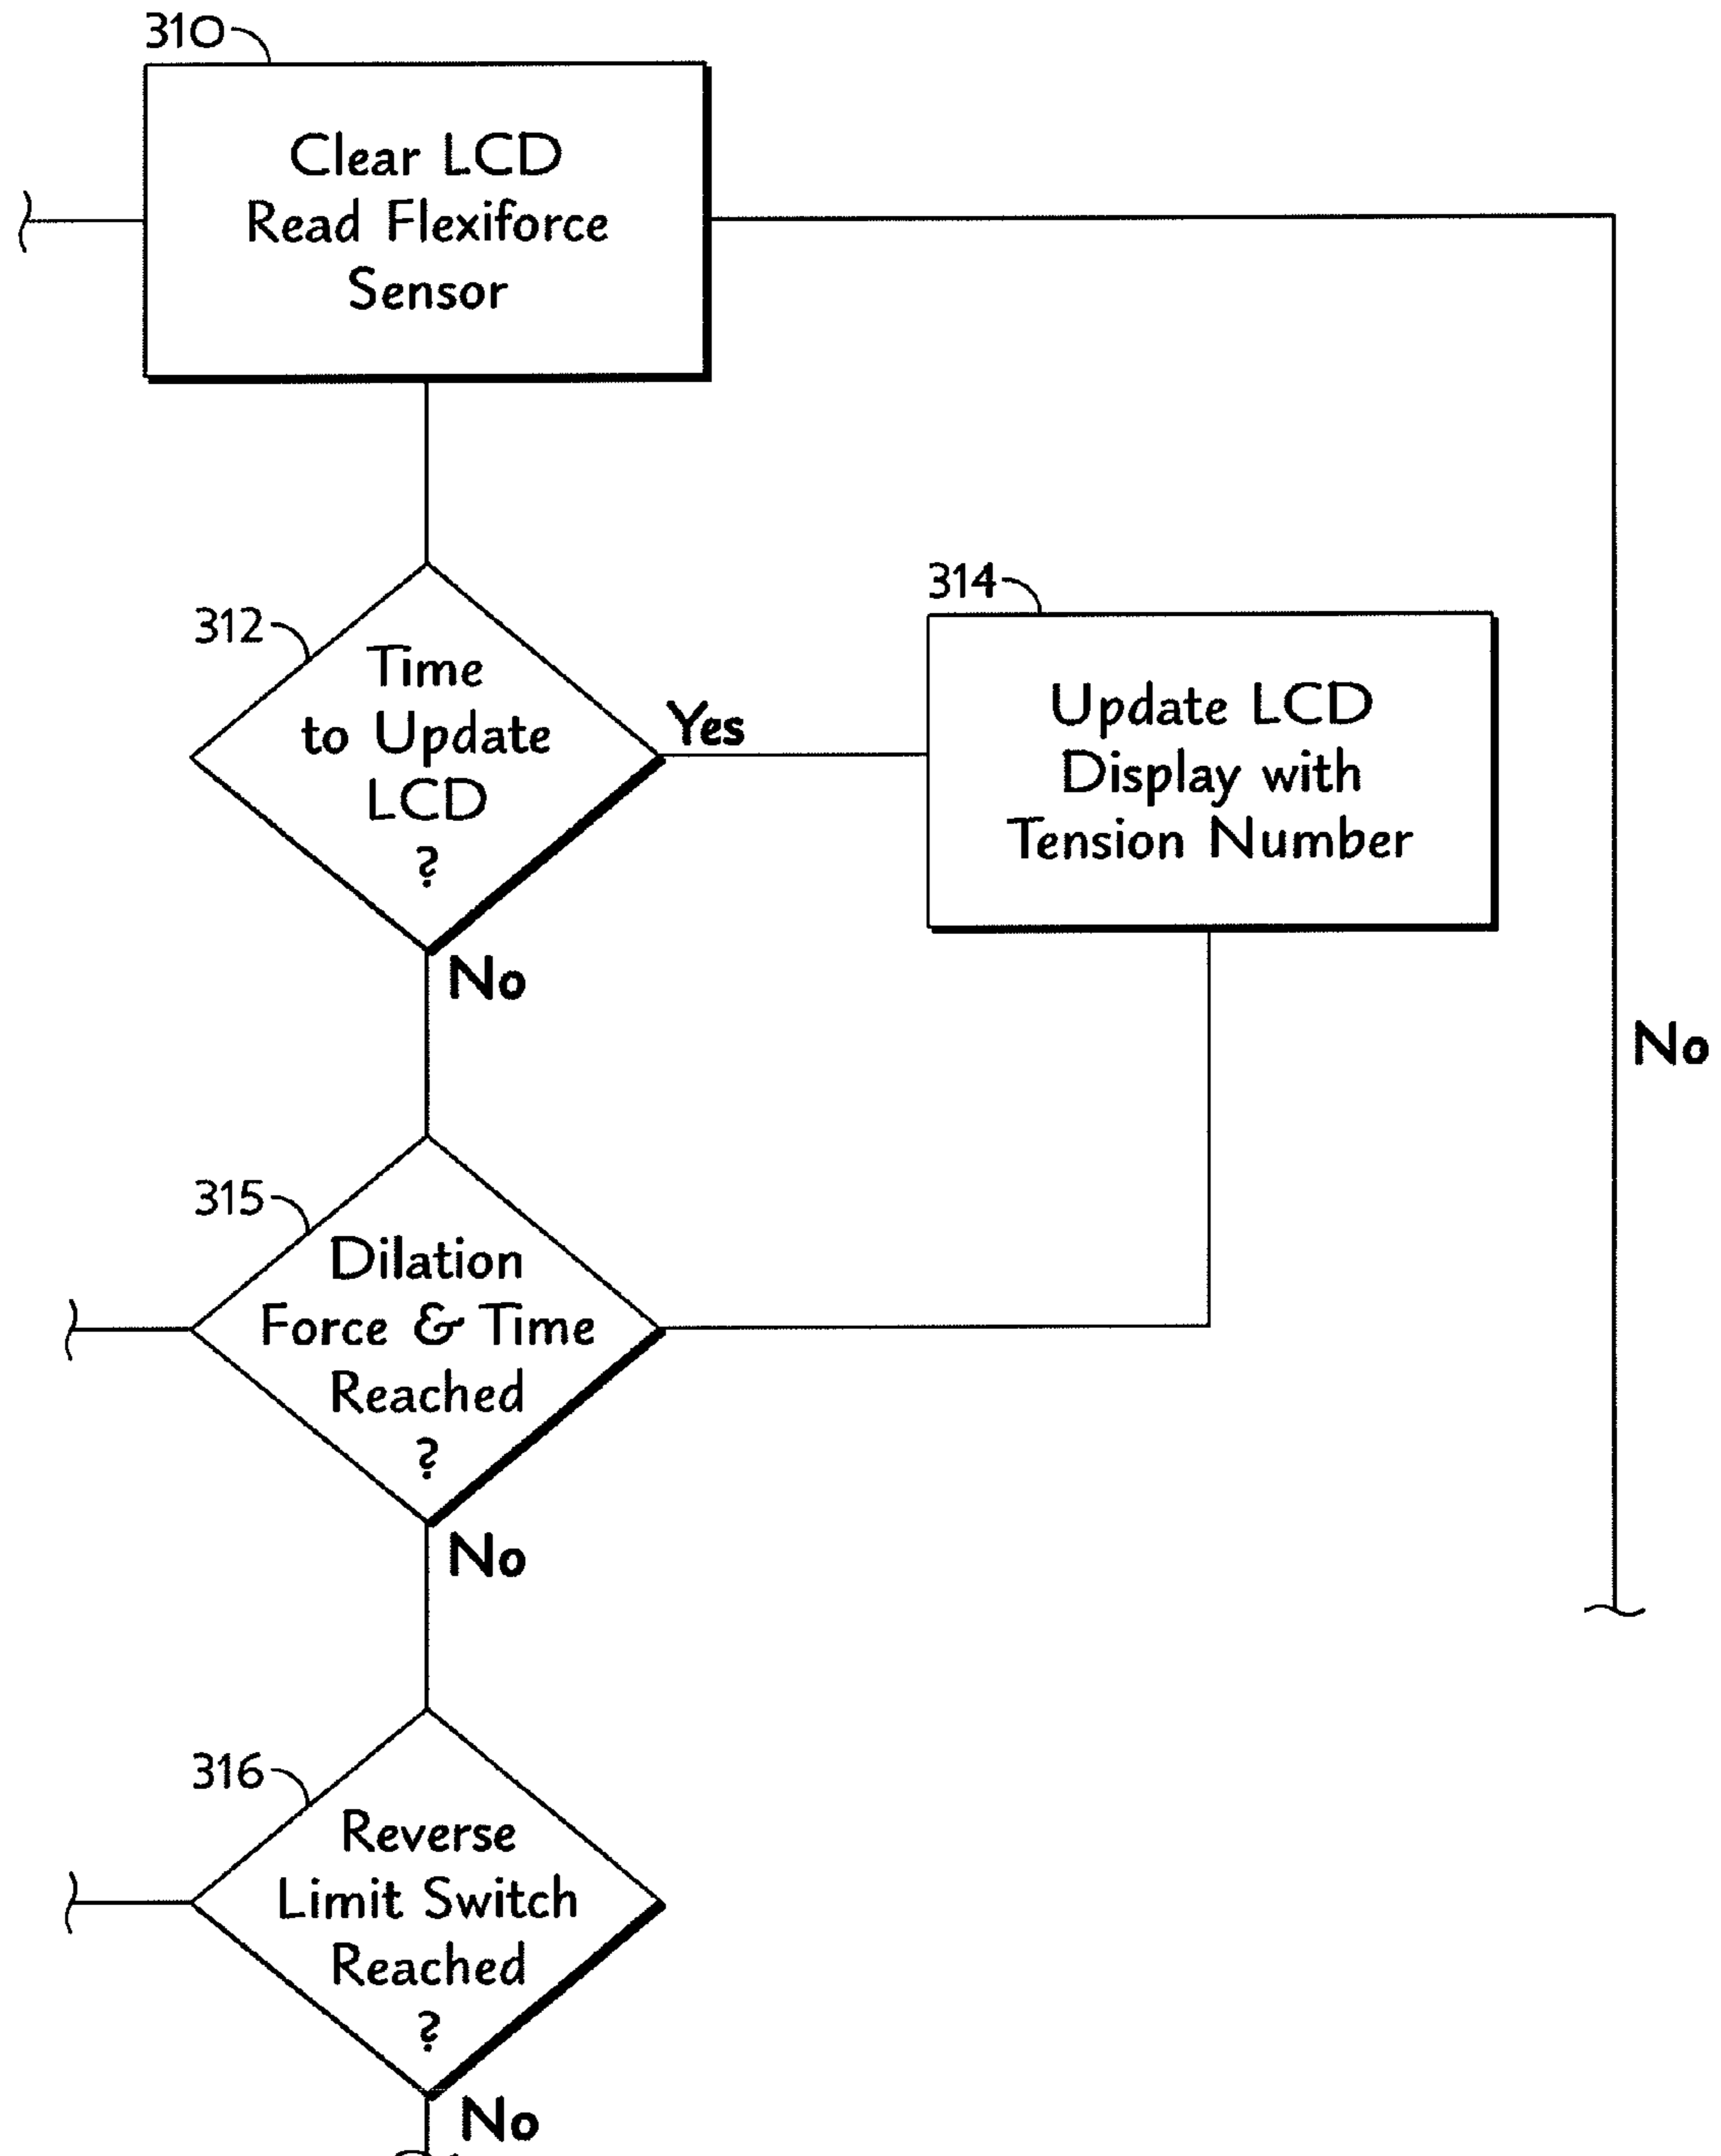 310
Clear LCD
Read Flexiforce
Sensor
312
Time
to Update
LCD
?
Yes
314
Update LCD
Display with
Tension Number
No
No
315
Dilation
Force & Time
Reached
?
No
316
Reverse
Limit Switch
Reached
?
No